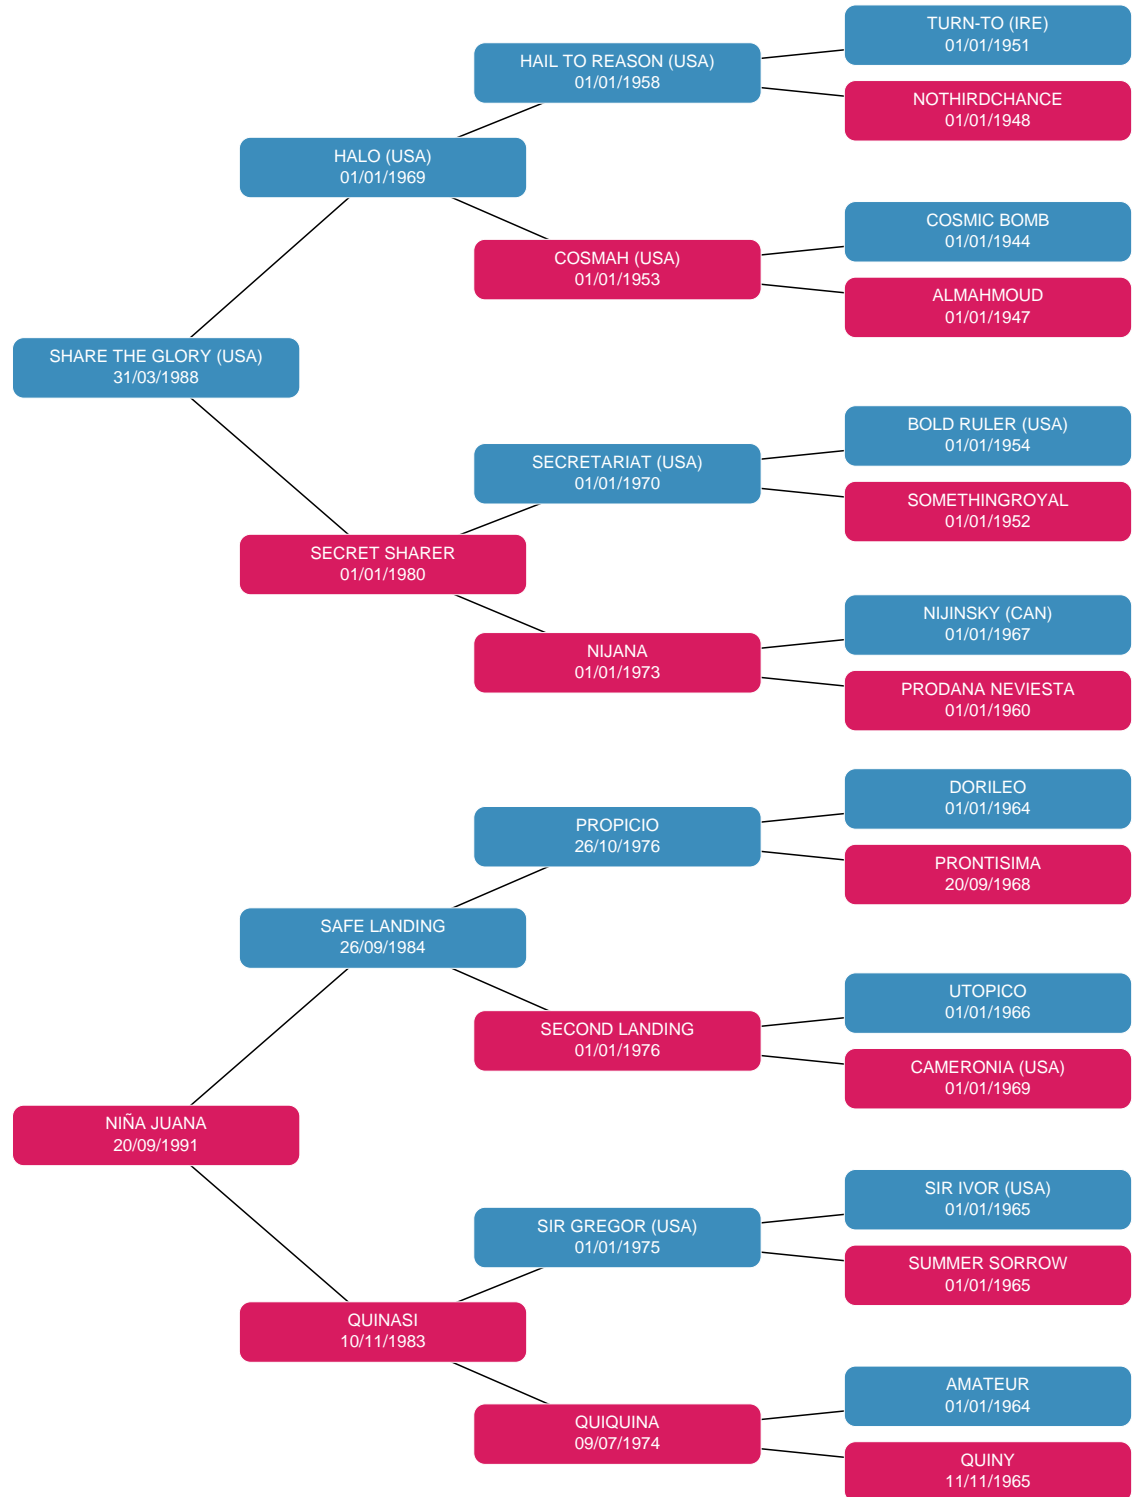 TURN-TO (IRE)
01/01/1951
HAIL TO REASON (USA)
01/01/1958
NOTHIRDCHANCE
01/01/1948
HALO (USA)
01/01/1969
COSMIC BOMB
01/01/1944
COSMAH (USA)
01/01/1953
ALMAHMOUD
01/01/1947
SHARE THE GLORY (USA)
31/03/1988
BOLD RULER (USA)
01/01/1954
SECRETARIAT (USA)
01/01/1970
SOMETHINGROYAL
01/01/1952
SECRET SHARER
01/01/1980
NIJINSKY (CAN)
01/01/1967
NIJANA
01/01/1973
PRODANA NEVIESTA
01/01/1960
DORILEO
01/01/1964
PROPICIO
26/10/1976
PRONTISIMA
20/09/1968
SAFE LANDING
26/09/1984
UTOPICO
01/01/1966
SECOND LANDING
01/01/1976
CAMERONIA (USA)
01/01/1969
NIÑA JUANA
20/09/1991
SIR IVOR (USA)
01/01/1965
SIR GREGOR (USA)
01/01/1975
SUMMER SORROW
01/01/1965
QUINASI
10/11/1983
AMATEUR
01/01/1964
QUIQUINA
09/07/1974
QUINY
11/11/1965